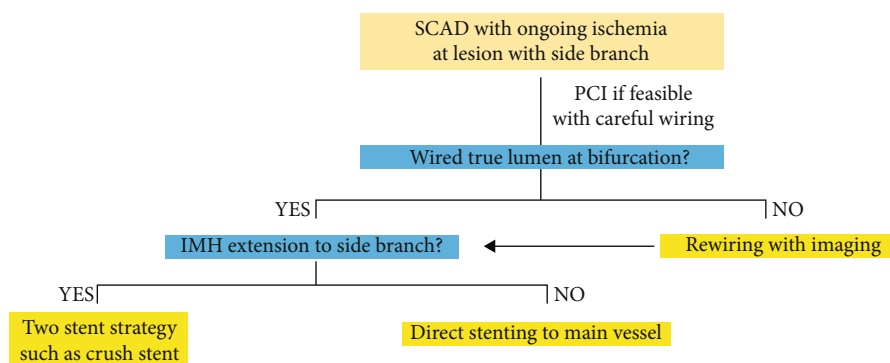 SCAD with ongoing ischemia
at lesion with side branch
PCI if feasible
with careful wiring
Wired true lumen at bifurcation?
YES
NO
IMH extension to side branch?
Rewiring with imaging
YES
NO
Two stent strategy
such as crush stent
Direct stenting to main vessel